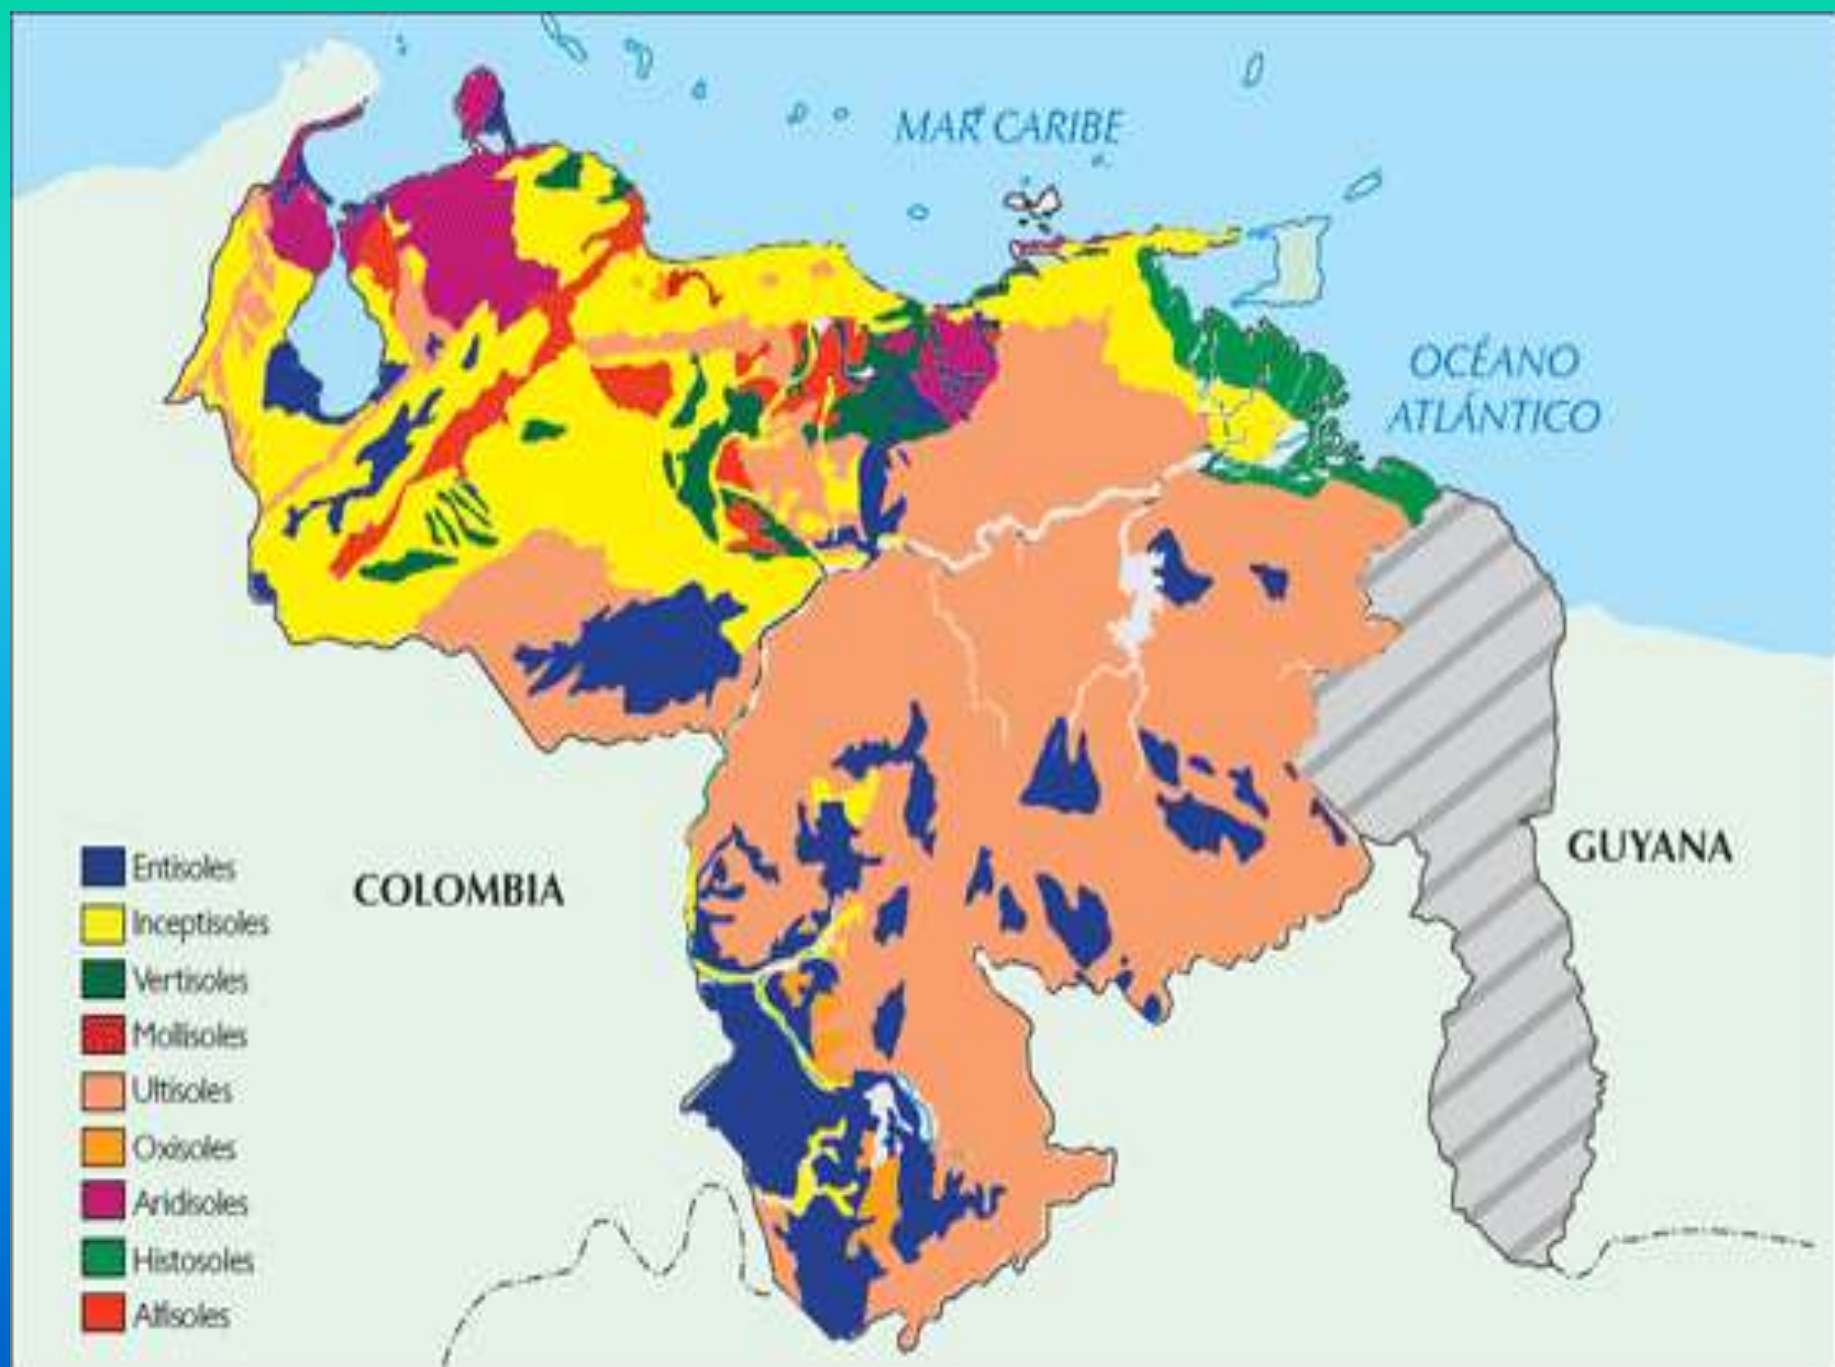 MAR CARIBE
OCÉANO
ATLÁNTICO
GUYANA
COLOMBIA
Entisoles
Inceptisoles
Vertisoles
Mollisoles
Ultisoles
Oxisoles
Aridisoles
Histosoles
Alfisoles